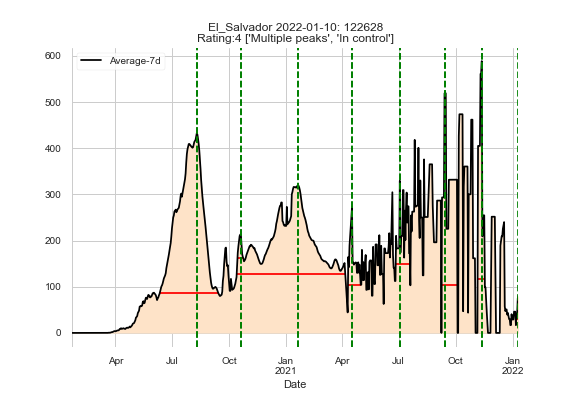 El_Salvador 2022-01-10: 122628
Rating:4 ['Multiple peaks', 'In control']
Average-7d
600
500
400
300
200
100
0
Apr Jul Oct Jan Apr Jul Oct Jan
2021 2022
Date